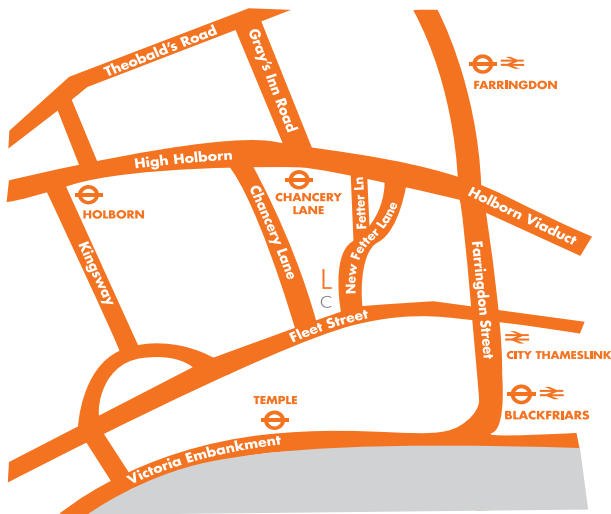 Theobald's Road
Gray's Inn Road
FARRINGDON
High Holborn
HOLBORN
CHANCERY
LANE
Fetter Ln
New Fetter Lane
Holborn Viaduct
Chancery Lane
Kingsway
L
C
Farringdon Street
Fleet Street
CITY THAMESLINK
TEMPLE
BLACKFRIARS
Victoria Embankment